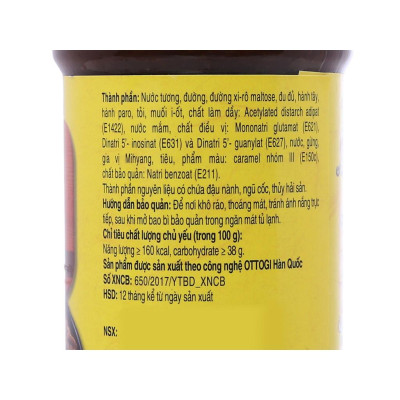 Thành phần: Nước tương, đường, đường xi-rô maltose, đu đủ, hành tây,
hành paro, tỏi, muối i-ốt, chất làm dầy: Acetylated distarch adipat
(E1422), nước mắm, chất điều vị: Mononatri glutamat (E621),
Dinatri 5'- inosinat (E631) và Dinatri 5'- guanylat (E627), nước, gừng,
ga vị Mihyang, tiêu, phẩm màu: caramel nhóm III (E150c),
chất bảo quản: Natri benzoat (E211).
Thành phần nguyên liệu có chứa đậu nành, ngũ cốc, thủy hải sản.
Hướng dẫn bảo quản: Để nơi khô ráo, thoáng mát, tránh ánh nắng trực
tiếp, sau khi mở bao bì bảo quản trong ngăn mát tủ lạnh.
Chỉ tiêu chất lượng chủ yếu (trong 100 g):
Năng lượng ≥ 160 kcal, carbohydrate ≥ 38 g.
Sản phẩm được sản xuất theo công nghệ OTTOGI Hàn Quốc
Số XNCB: 650/2017/YTBD_XNCB
HSD: 12 tháng kể từ ngày sản xuất
NSX: